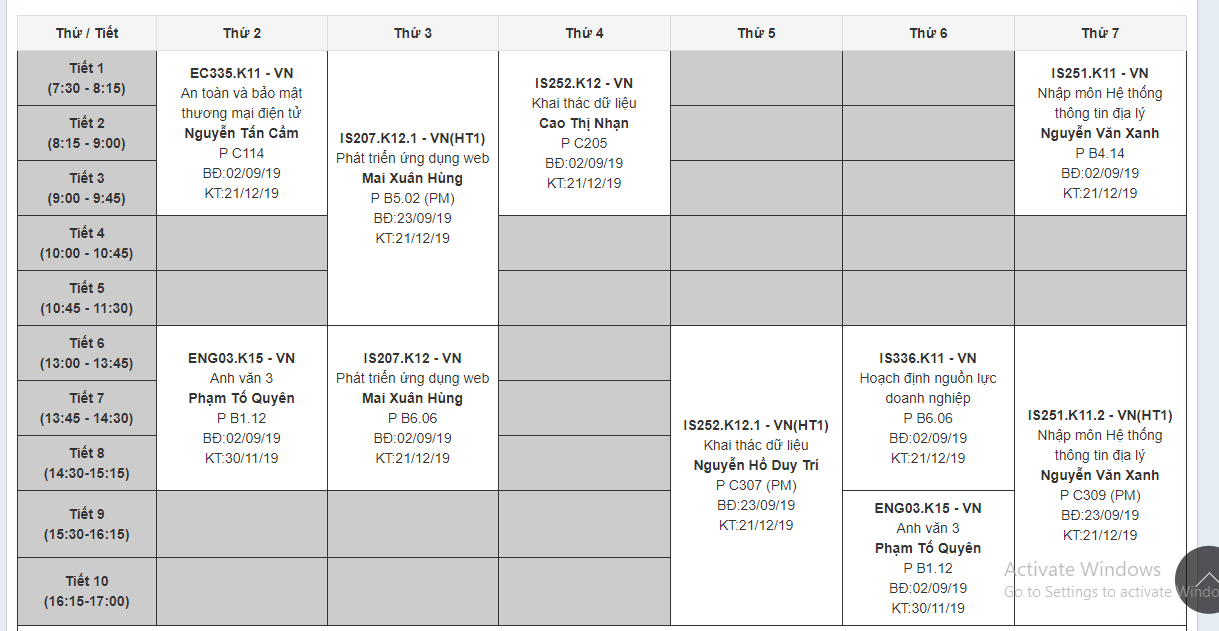 Thứ / Tiết
Thứ 2
Thứ 3
Thứ 4
Thứ 5
Thứ 6
Thứ 7
Tiết 1
(7:30 - 8:15)
EC335.K11 - VN
An toàn và bảo mật
thương mại điện tử
Nguyễn Tấn Cầm
P C114
BĐ:02/09/19
KT:21/12/19
IS207.K12.1 - VN(HT1)
Phát triển ứng dụng web
Mai Xuân Hùng
P B5.02 (PM)
BĐ:23/09/19
KT:21/12/19
IS252.K12 - VN
Khai thác dữ liệu
Cao Thị Nhạn
P C205
BĐ:02/09/19
KT:21/12/19
IS251.K11 - VN
Nhập môn Hệ thống
thông tin địa lý
Nguyễn Văn Xanh
P B4.14
BĐ:02/09/19
KT:21/12/19
Tiết 2
(8:15 - 9:00)
Tiết 3
(9:00 - 9:45)
Tiết 4
(10:00 - 10:45)
Tiết 5
(10:45 - 11:30)
Tiết 6
(13:00 - 13:45)
ENG03.K15 - VN
Anh văn 3
Phạm Tố Quyên
P B1.12
BĐ:02/09/19
KT:30/11/19
IS207.K12 - VN
Phát triển ứng dụng web
Mai Xuân Hùng
P B6.06
BĐ:02/09/19
KT:21/12/19
IS252.K12.1 - VN(HT1)
Khai thác dữ liệu
Nguyễn Hồ Duy Trí
P C307 (PM)
BĐ:23/09/19
KT:21/12/19
IS336.K11 - VN
Hoạch định nguồn lực
doanh nghiệp
P B6.06
BĐ:02/09/19
KT:21/12/19
IS251.K11.2 - VN(HT1)
Nhập môn Hệ thống
thông tin địa lý
Nguyễn Văn Xanh
P C309 (PM)
BĐ:23/09/19
KT:21/12/19
Tiết 7
(13:45 - 14:30)
Tiết 8
(14:30-15:15)
Tiết 9
(15:30-16:15)
ENG03.K15 - VN
Anh văn 3
Phạm Tố Quyên
P B1.12
BĐ:02/09/19
KT:30/11/19
Tiết 10
(16:15-17:00)
Activate Windows
Go to Settings to activate Windo